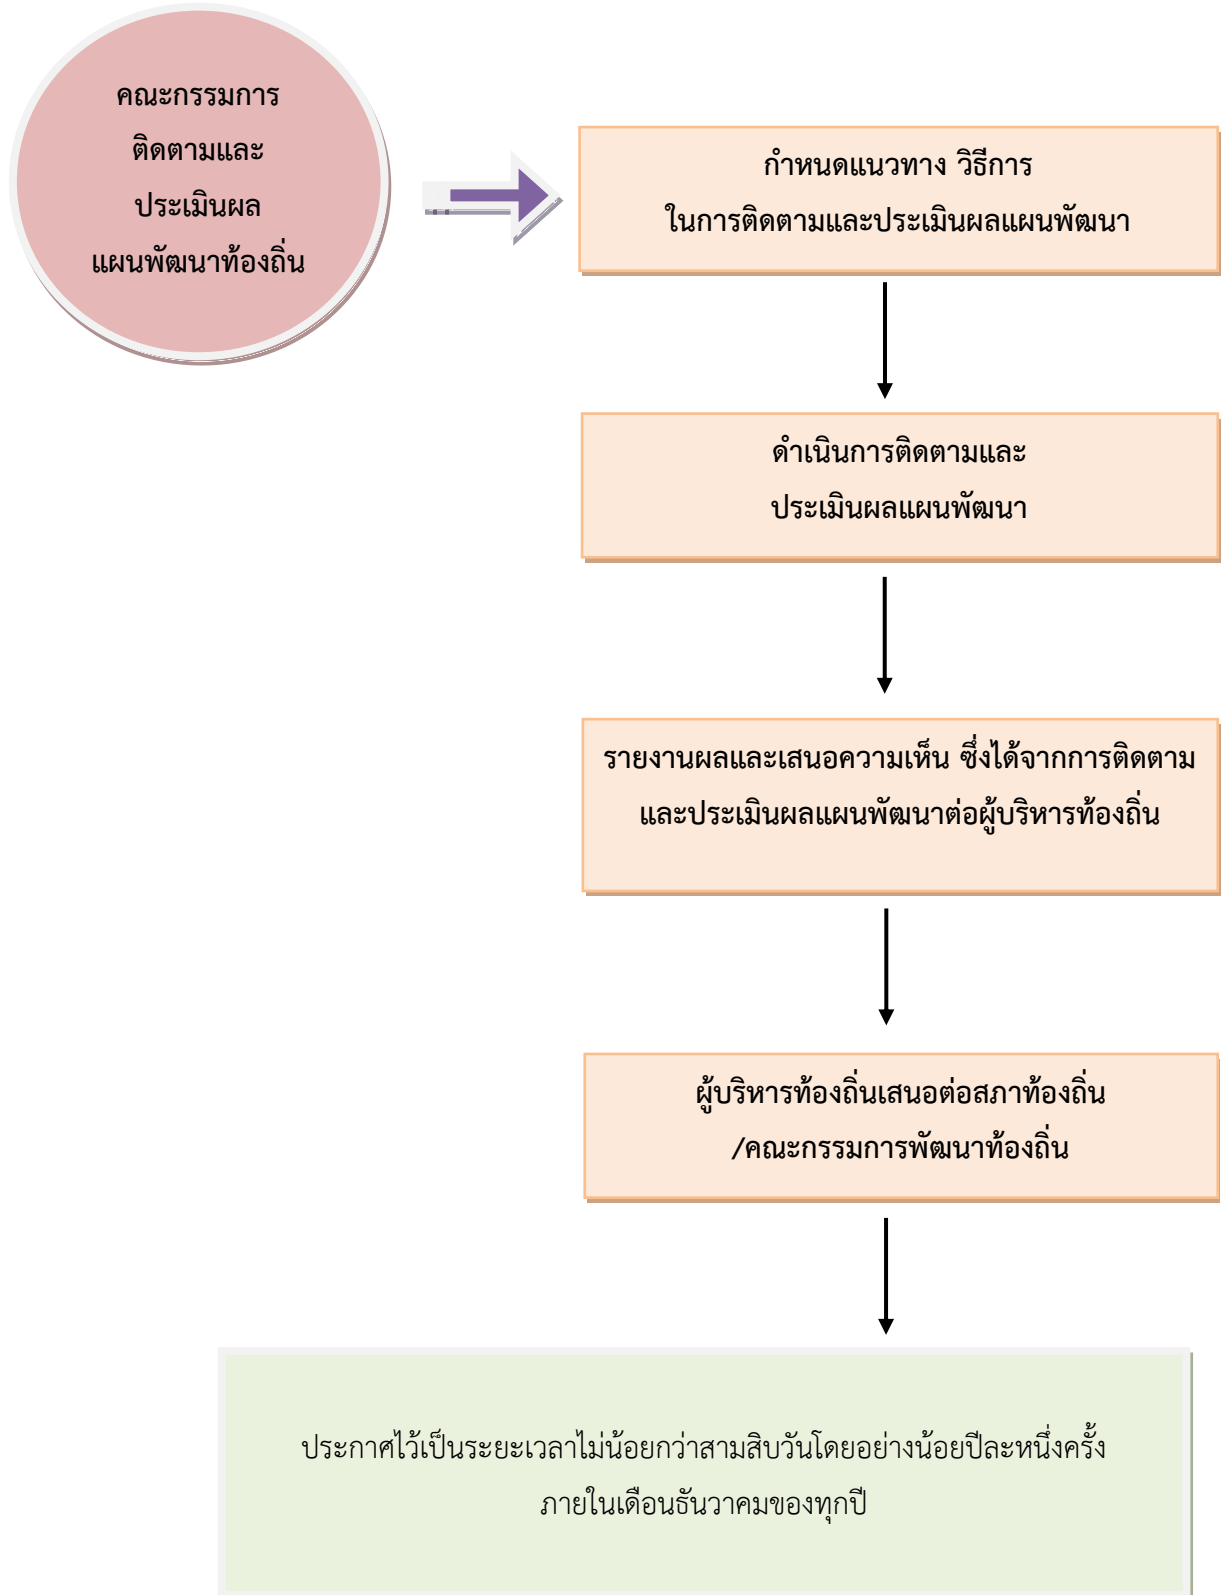 คณะกรรมการ
ติดตามและ
ประเมินผล
แผนพัฒนาท้องถิ่น
กำหนดแนวทาง วิธีการ
ในการติดตามและประเมินผลแผนพัฒนา
ดำเนินการติดตามและ
ประเมินผลแผนพัฒนา
รายงานผลและเสนอความเห็น ซึ่งได้จากการติดตาม
และประเมินผลแผนพัฒนาต่อผู้บริหารท้องถิ่น
ผู้บริหารท้องถิ่นเสนอต่อสภาท้องถิ่น
/คณะกรรมการพัฒนาท้องถิ่น
ประกาศไว้เป็นระยะเวลาไม่น้อยกว่าสามสิบวันโดยอย่างน้อยปีละหนึ่งครั้ง
ภายในเดือนธันวาคมของทุกปี